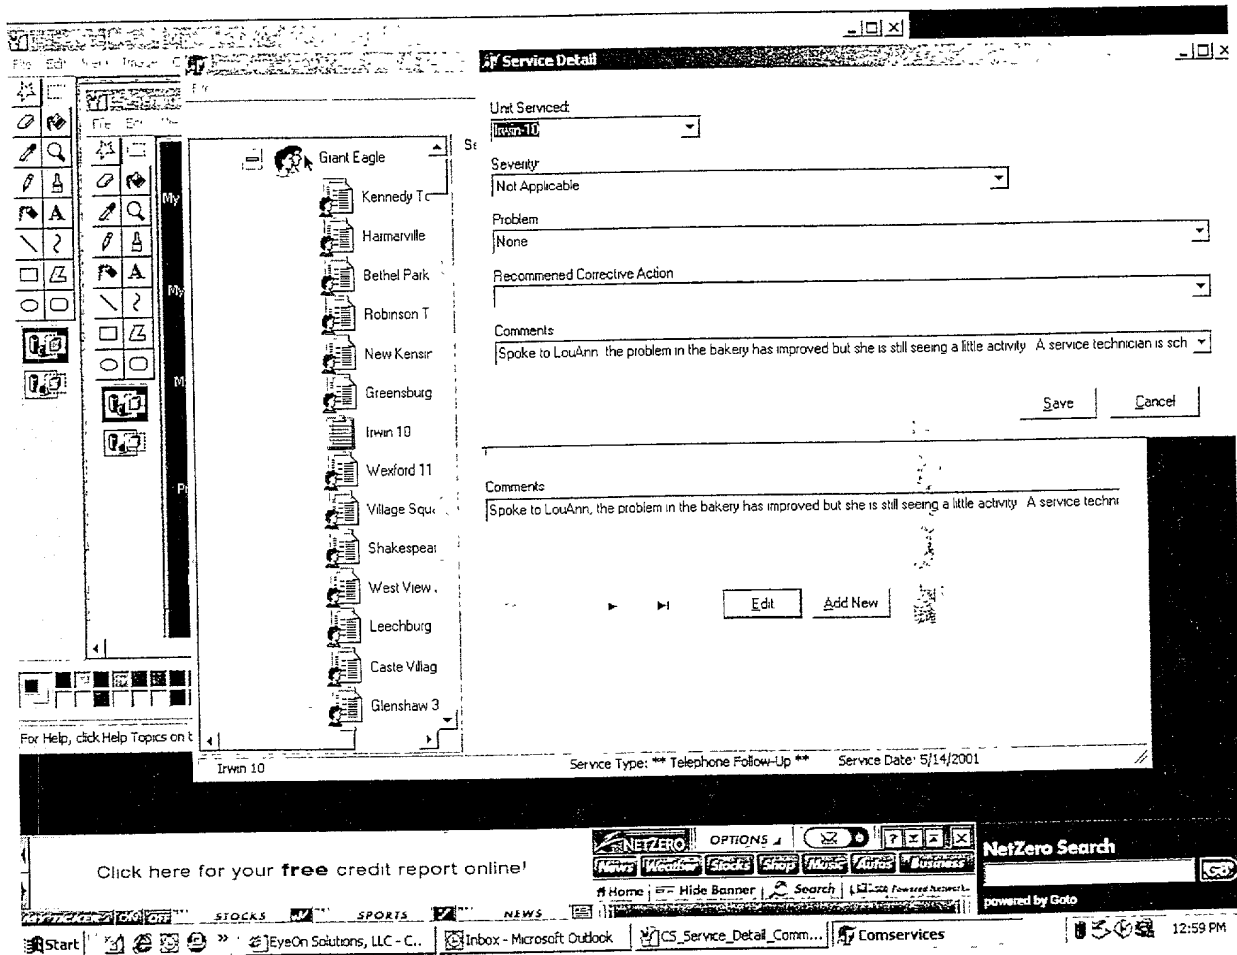 File Edit
Service Detail
Unit Serviced:
Irwin-10
Severity
Not Applicable
Problem
None
Recommened Corrective Action
Comments
Spoke to LouAnn the problem in the bakery has improved but she is still seeing a little activity A service technician is sch
Save Cancel
Giant Eagle
Kennedy To
Harmarville
Bethel Park
Robinson T
New Kensir
Greensburg
Irwin 10
Wexford 11
Village Squ
Shakespear
West View
Leechburg
Caste Villag
Glenshaw 3
My
My
Comments
Spoke to LouAnn, the problem in the bakery has improved but she is still seeing a little activity A service techni
Edit Add New
For Help, click Help Topics on t
Irwin 10
Service Type: ** Telephone Follow-Up ** Service Date: 5/14/2001
Click here for your free credit report online!
NETZERO OPTIONS
News Weather Stocks Shop Music Autos Business
Home Hide Banner Search
STOCKS SPORTS NEWS
NetZero Search
GO
powered by Goto
Start » EyeOn Solutions, LLC - C.. Inbox - Microsoft Outlook CS_Service_Detail_Comm... Comservices 12:59 PM